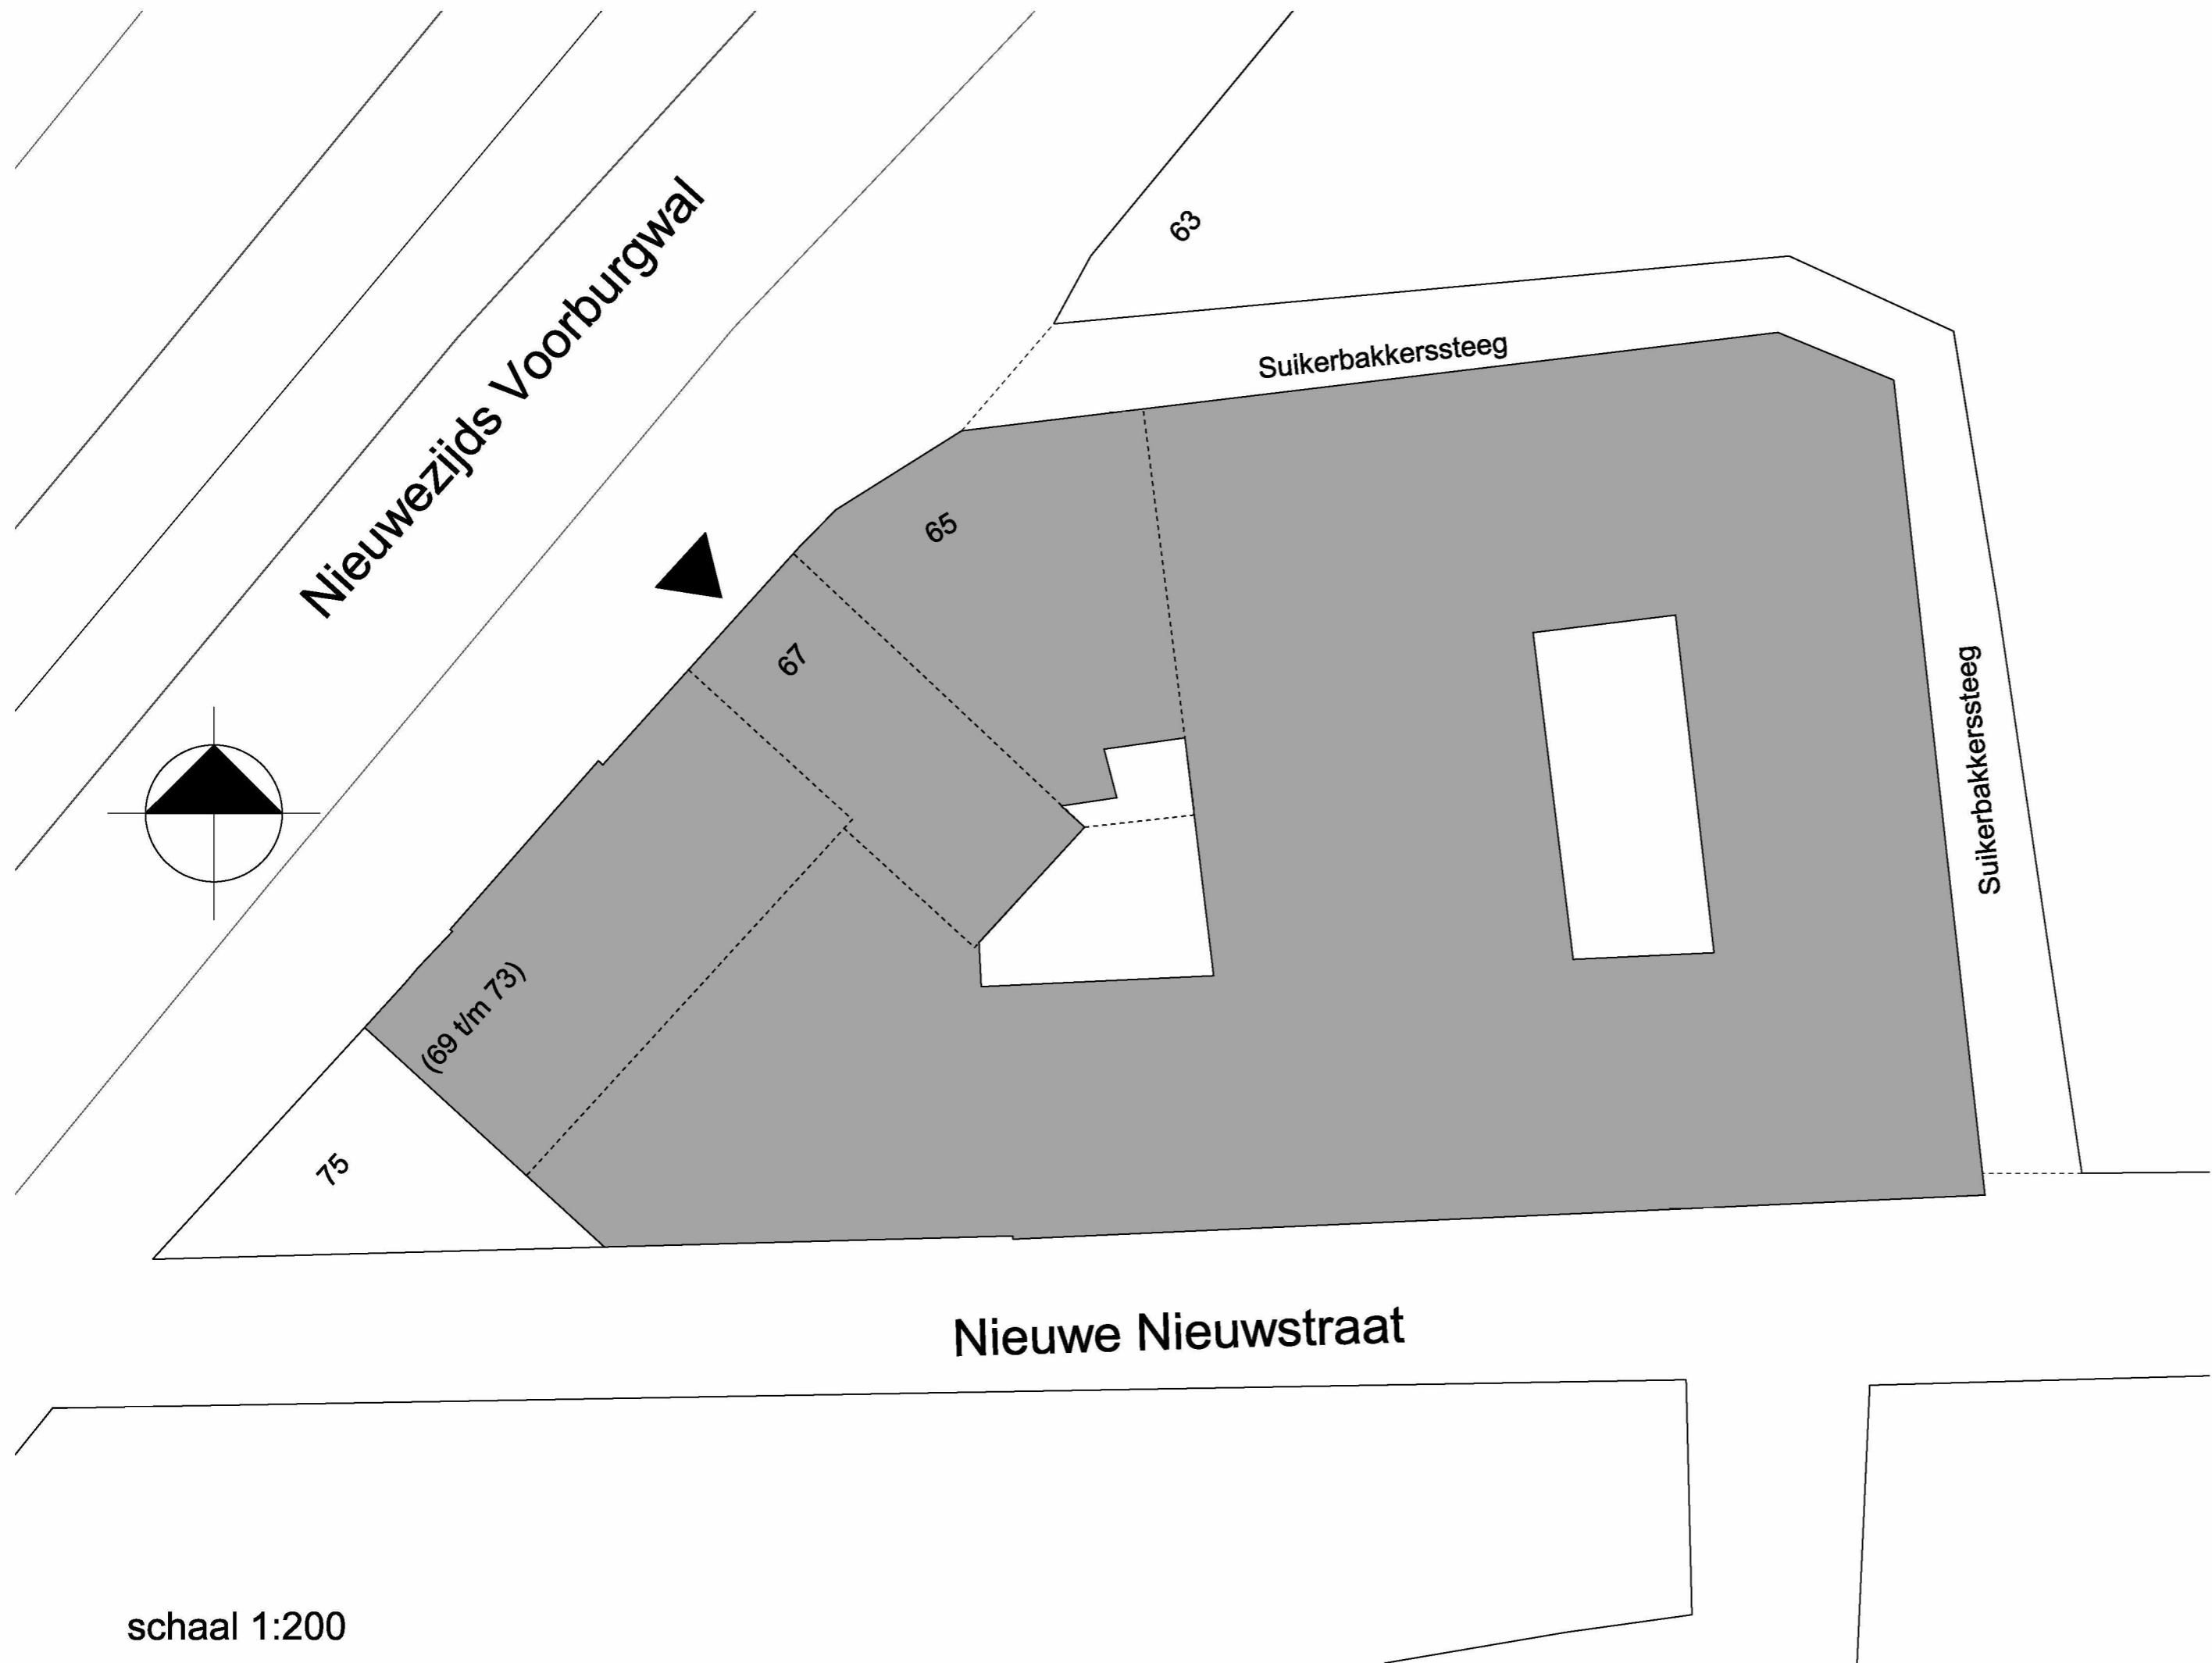 63
Nieuwezijds Voorburgwal
Suikerbakkerssteeg
65
67
Suikerbakkerssteeg
(69 t/m 73)
75
Nieuwe Nieuwstraat
schaal 1:200